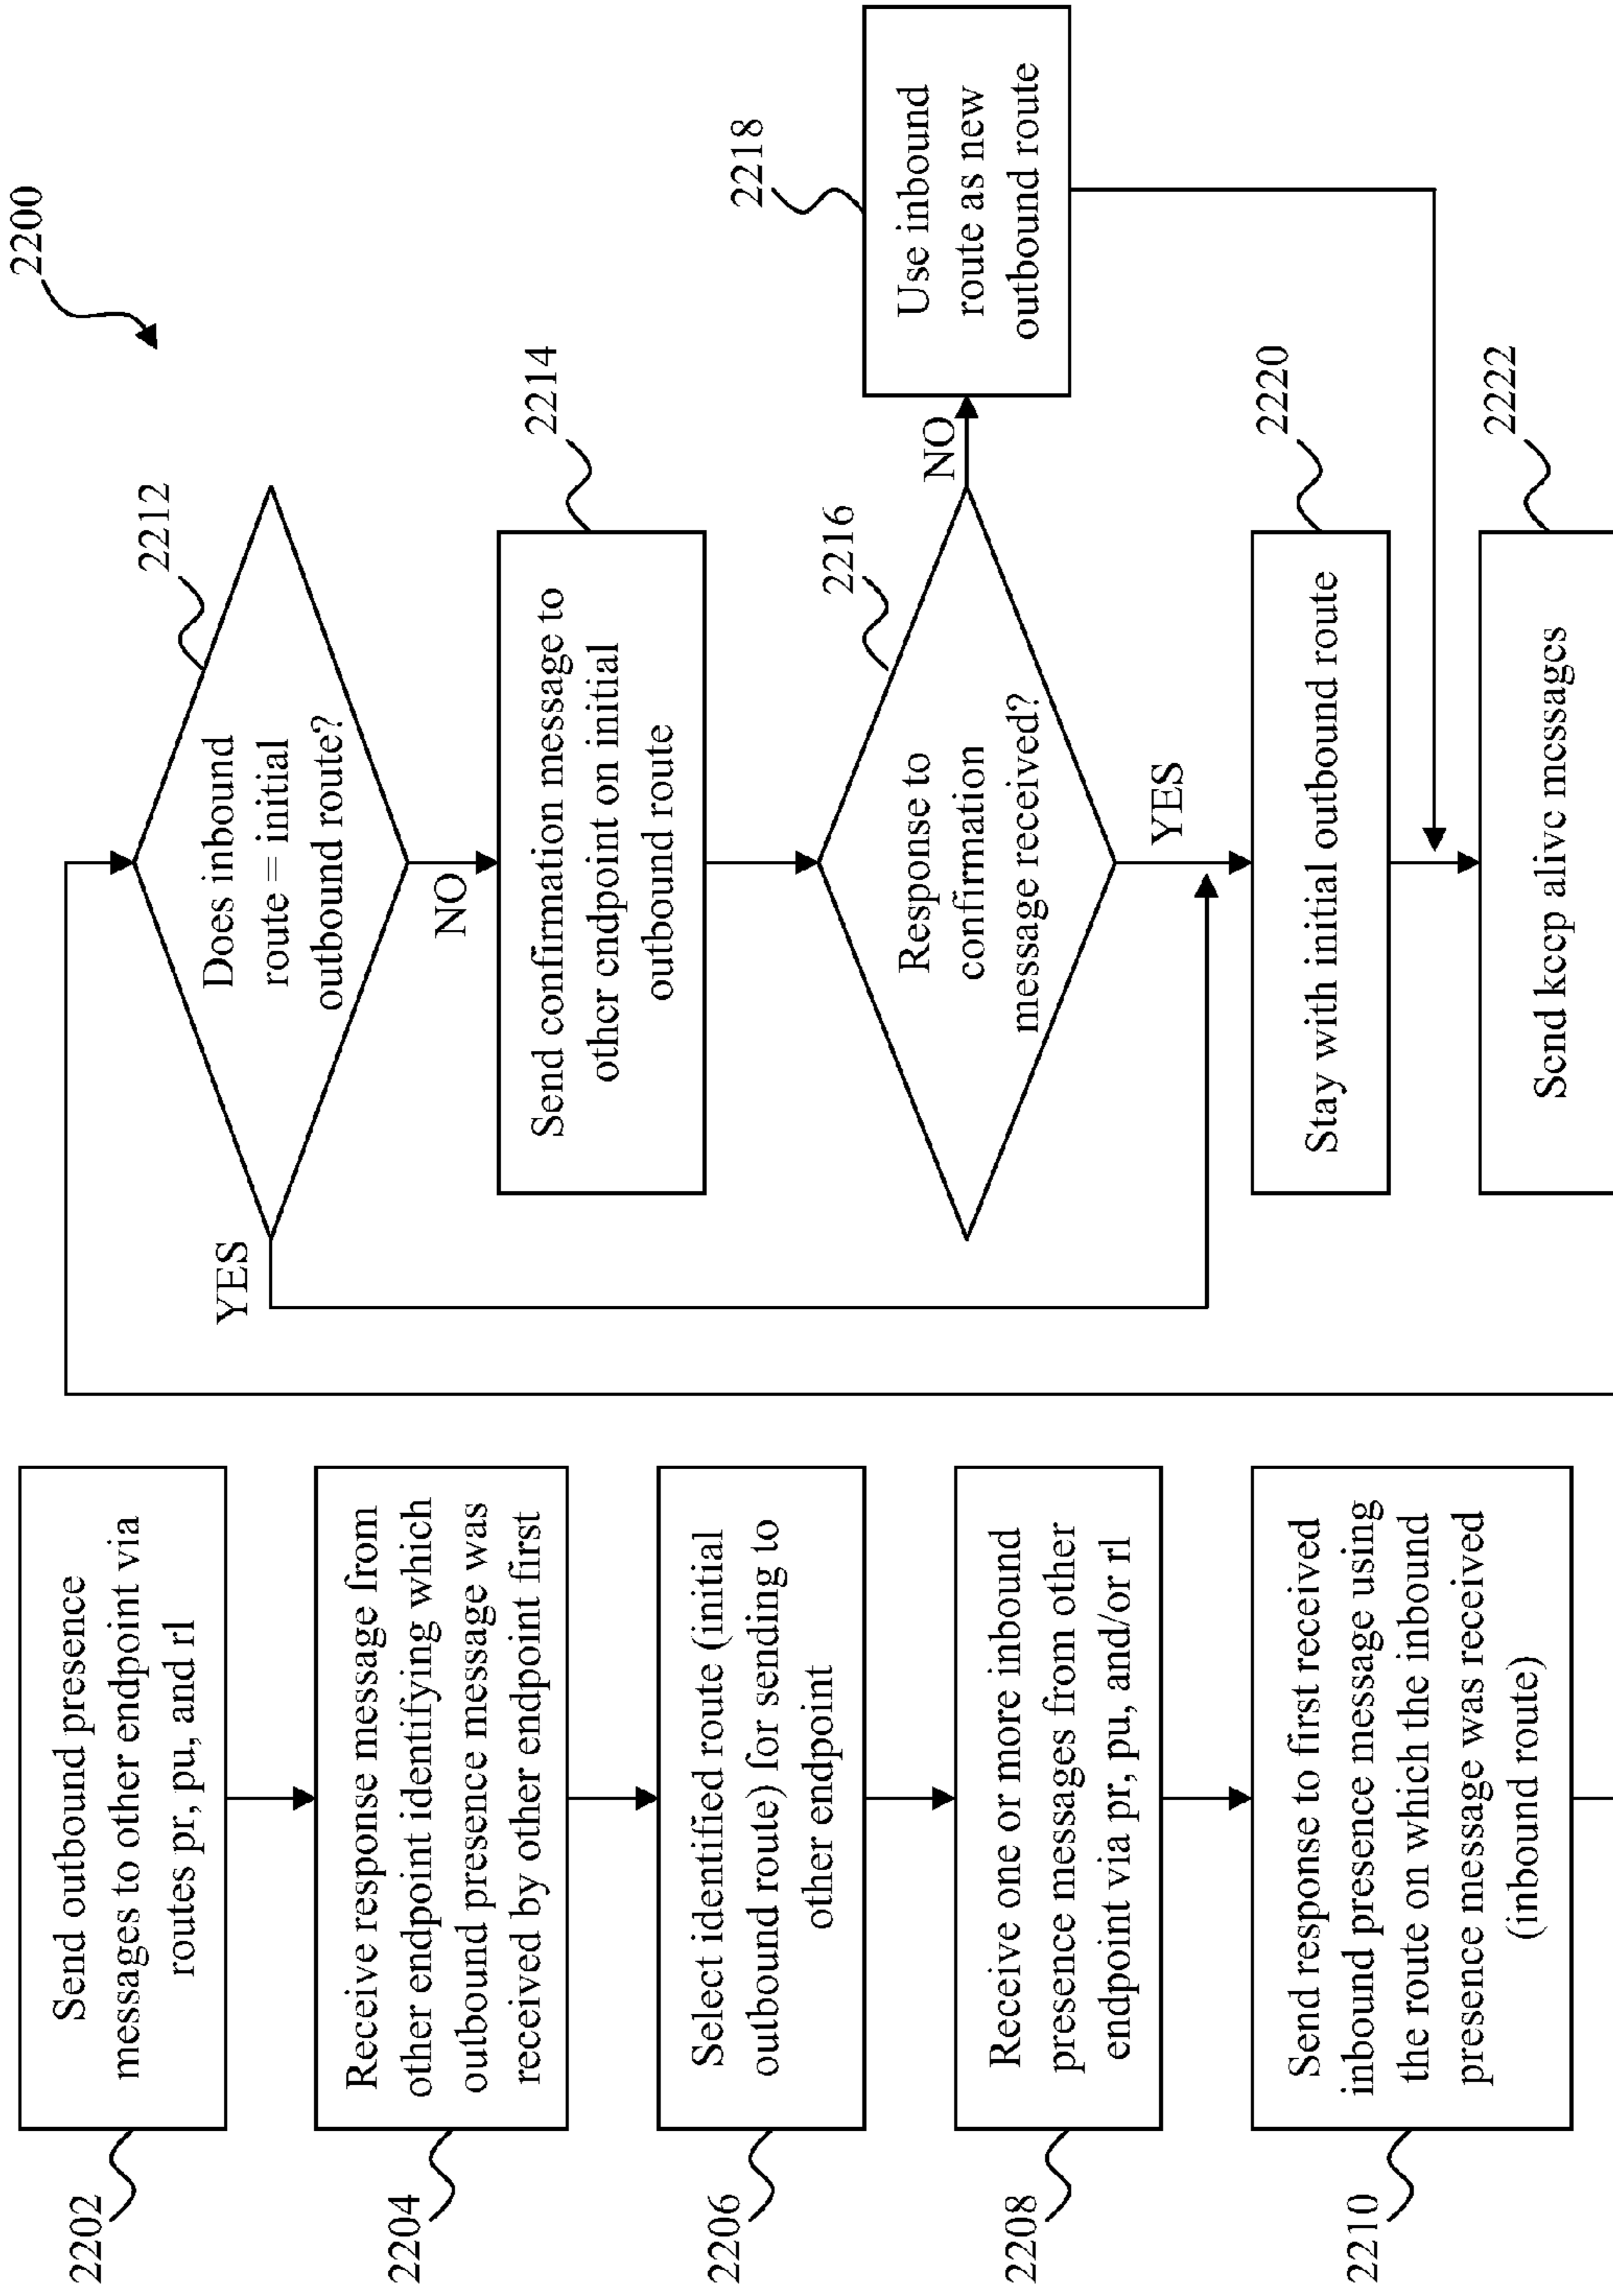 2200
2202
Send outbound presence
messages to other endpoint via
routes pr, pu, and rl
2204
Receive response message from
other endpoint identifying which
outbound presence message was
received by other endpoint first
2206
Select identified route (initial
outbound route) for sending to
other endpoint
2208
Receive one or more inbound
presence messages from other
endpoint via pr, pu, and/or rl
2210
Send response to first received
inbound presence message using
the route on which the inbound
presence message was received
(inbound route)
2212
Does inbound
route = initial
outbound route?
YES
NO
2214
Send confirmation message to
other endpoint on initial
outbound route
2216
Response to
confirmation
message received?
NO
YES
2218
Use inbound
route as new
outbound route
2220
Stay with initial outbound route
2222
Send keep alive messages